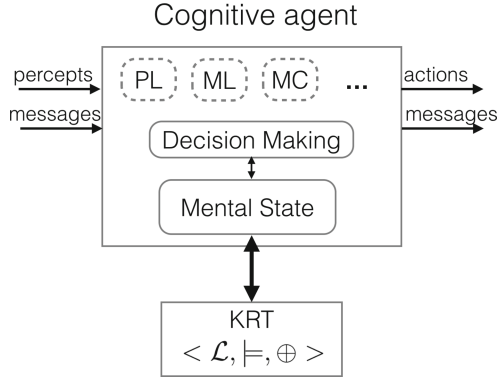 Cognitive agent
percepts PL ML MC ... actions
messages messages
Decision Making
Mental State
KRT
< ℒ, ⊨, ⊕ >